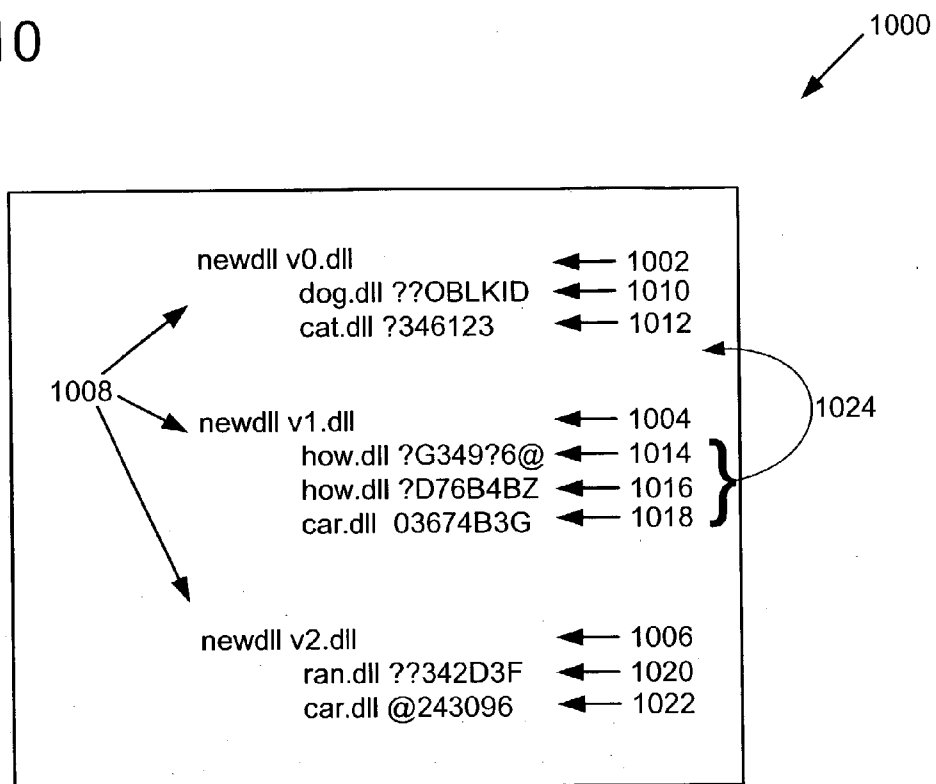 10
1000
newdll v0.dll 1002
dog.dll ??OBLKID 1010
cat.dll ?346123 1012
1008
1024
newdll v1.dll 1004
how.dll ?G349?6@ 1014
how.dll ?D76B4BZ 1016
car.dll 03674B3G 1018
}
newdll v2.dll 1006
ran.dll ??342D3F 1020
car.dll @243096 1022